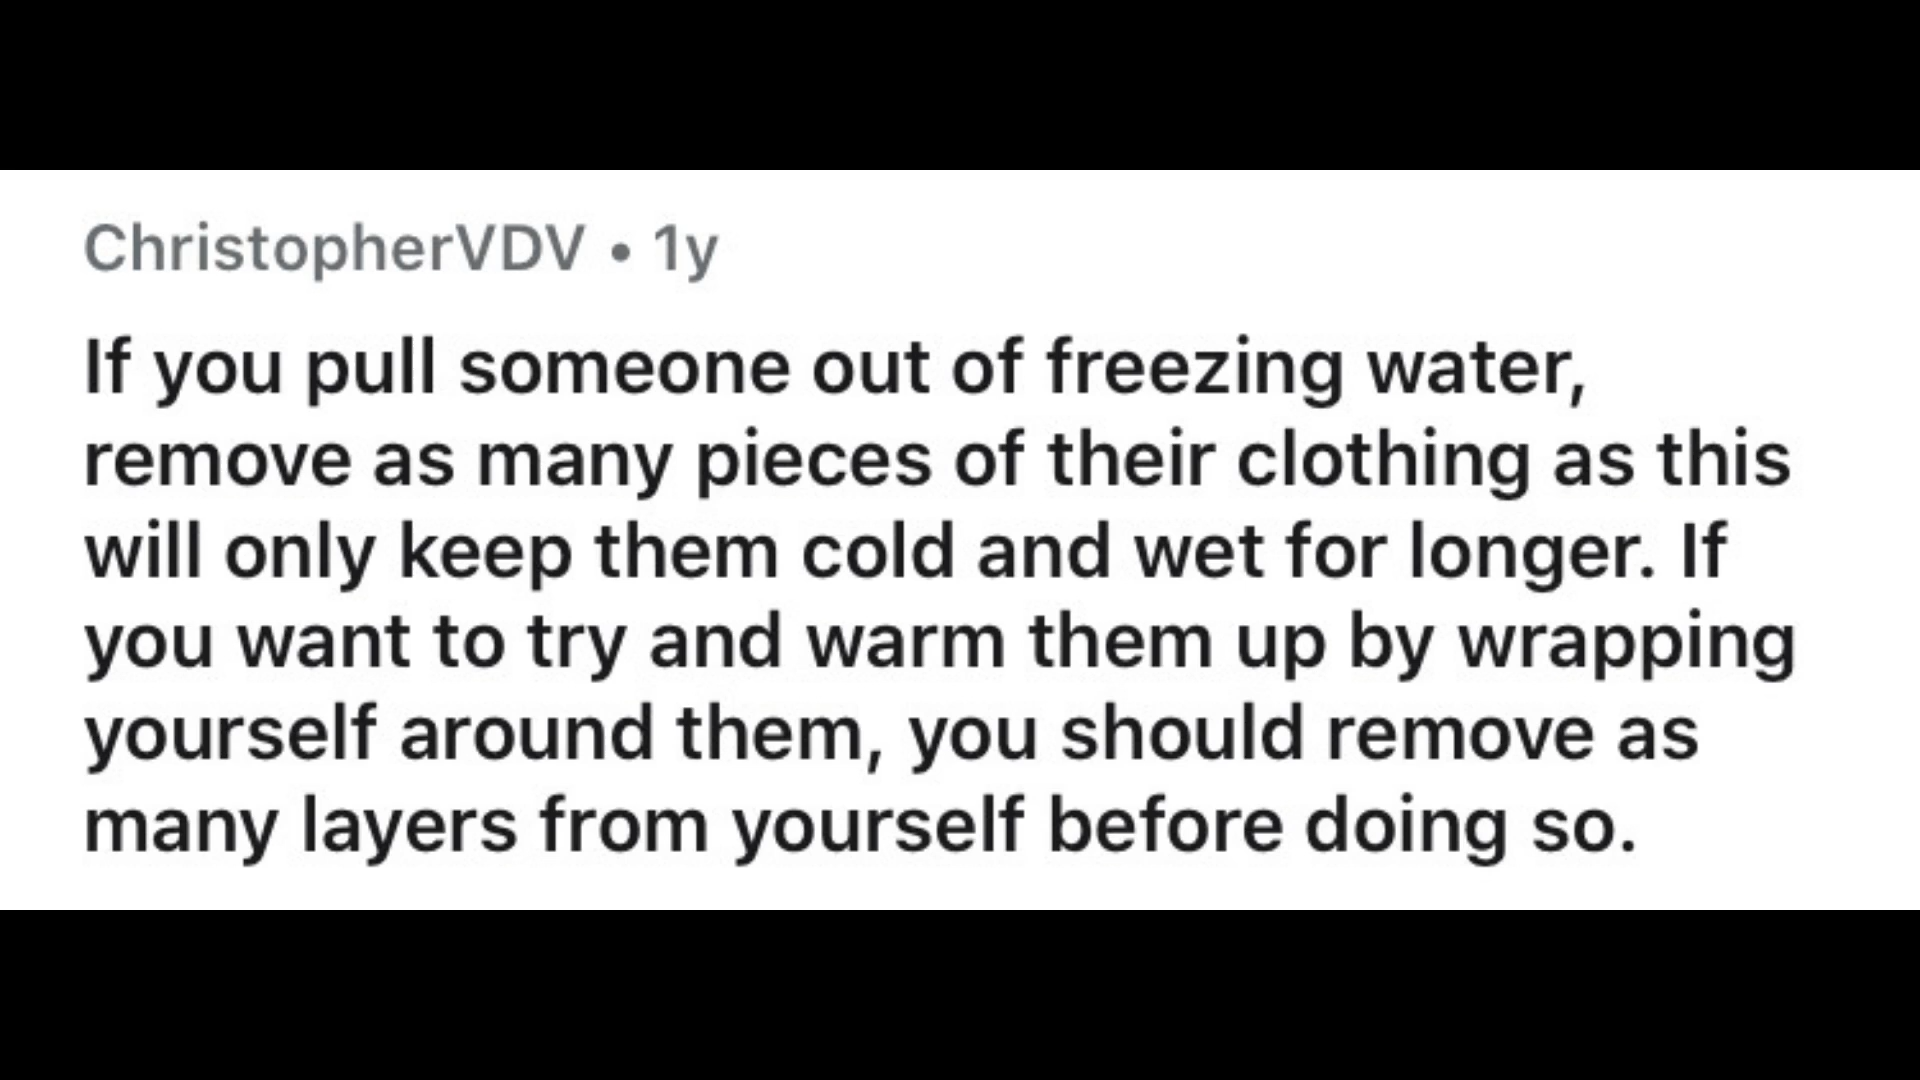 ChristopherVDV • 1y
If you pull someone out of freezing water,
remove as many pieces of their clothing as this
will only keep them cold and wet for longer. If
you want to try and warm them up by wrapping
yourself around them, you should remove as
many layers from yourself before doing so.